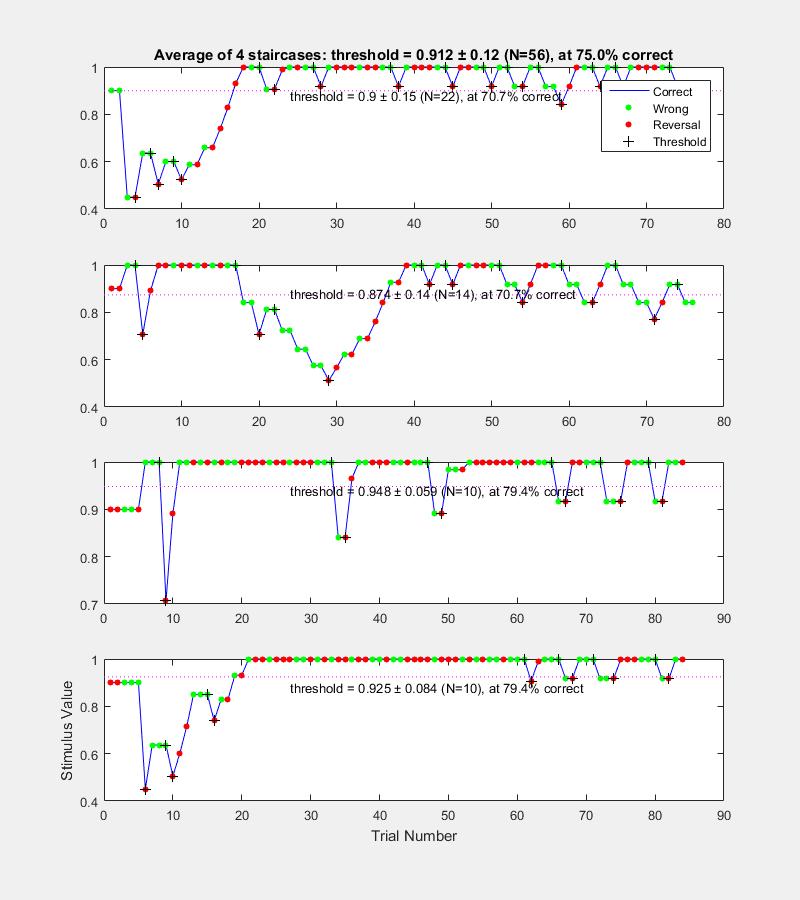 Average of 4 staircases: threshold = 0.912 ± 0.12 (N=56), at 75.0% correct
1
0.8
0.6
0.4
threshold = 0.9 ± 0.15 (N=22), at 70.7% correct
Correct
Wrong
Reversal
Threshold
0 10 20 30 40 50 60 70 80
1
0.8
0.6
0.4
threshold = 0.874 ± 0.14 (N=14), at 70.7% correct
0 10 20 30 40 50 60 70 80
1
0.9
0.8
0.7
threshold = 0.948 ± 0.059 (N=10), at 79.4% correct
0 10 20 30 40 50 60 70 80 90
Stimulus Value
1
0.8
0.6
0.4
threshold = 0.925 ± 0.084 (N=10), at 79.4% correct
0 10 20 30 40 50 60 70 80 90
Trial Number